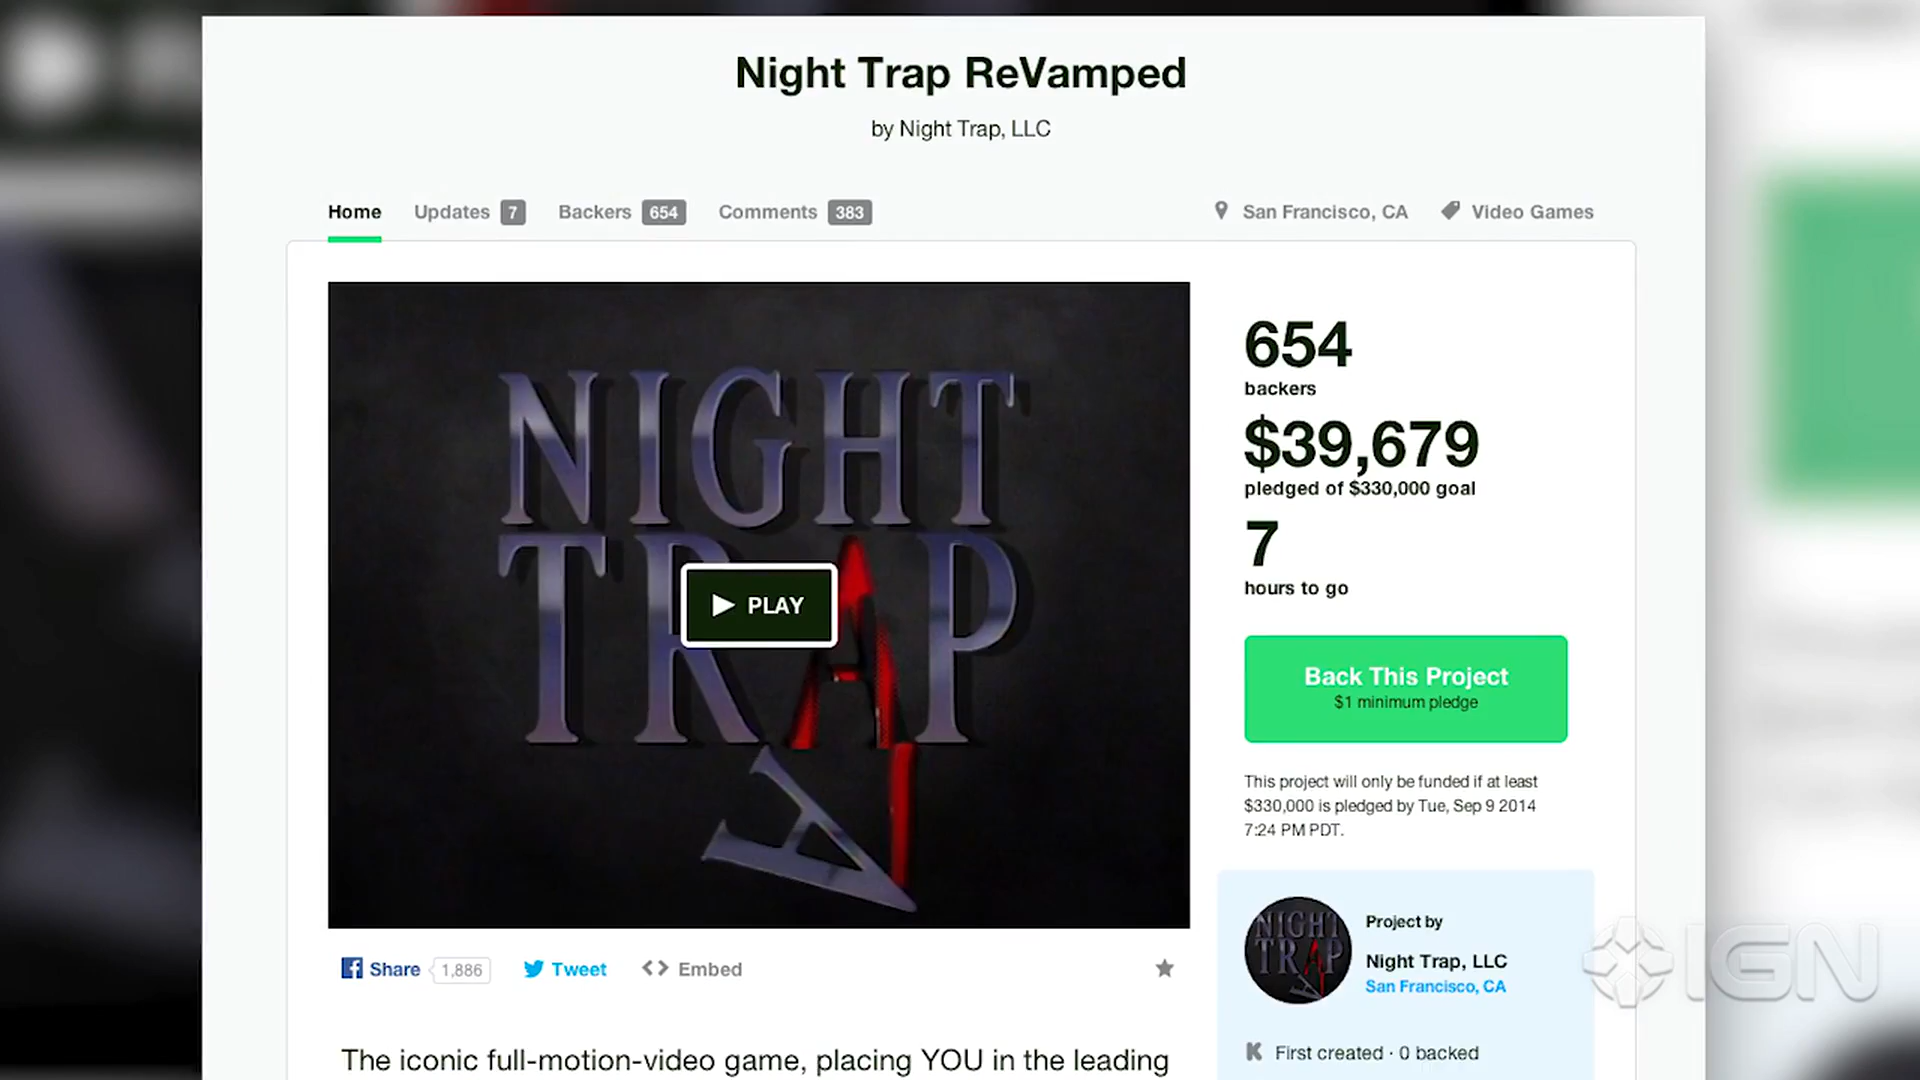 Night Trap ReVamped
by Night Trap, LLC
Home Updates 7 Backers 654 Comments 383 San Francisco, CA Video Games
NIGHT
TRAP
A
PLAY
654
backers
$39,679
pledged of $330,000 goal
7
hours to go
Back This Project
$1 minimum pledge
This project will only be funded if at least
$330,000 is pledged by Tue, Sep 9 2014
7:24 PM PDT.
NIGHT
TRAP
Project by
Night Trap, LLC
San Francisco, CA
First created · 0 backed
Share 1,886 Tweet Embed
The iconic full-motion-video game, placing YOU in the leading
IGN